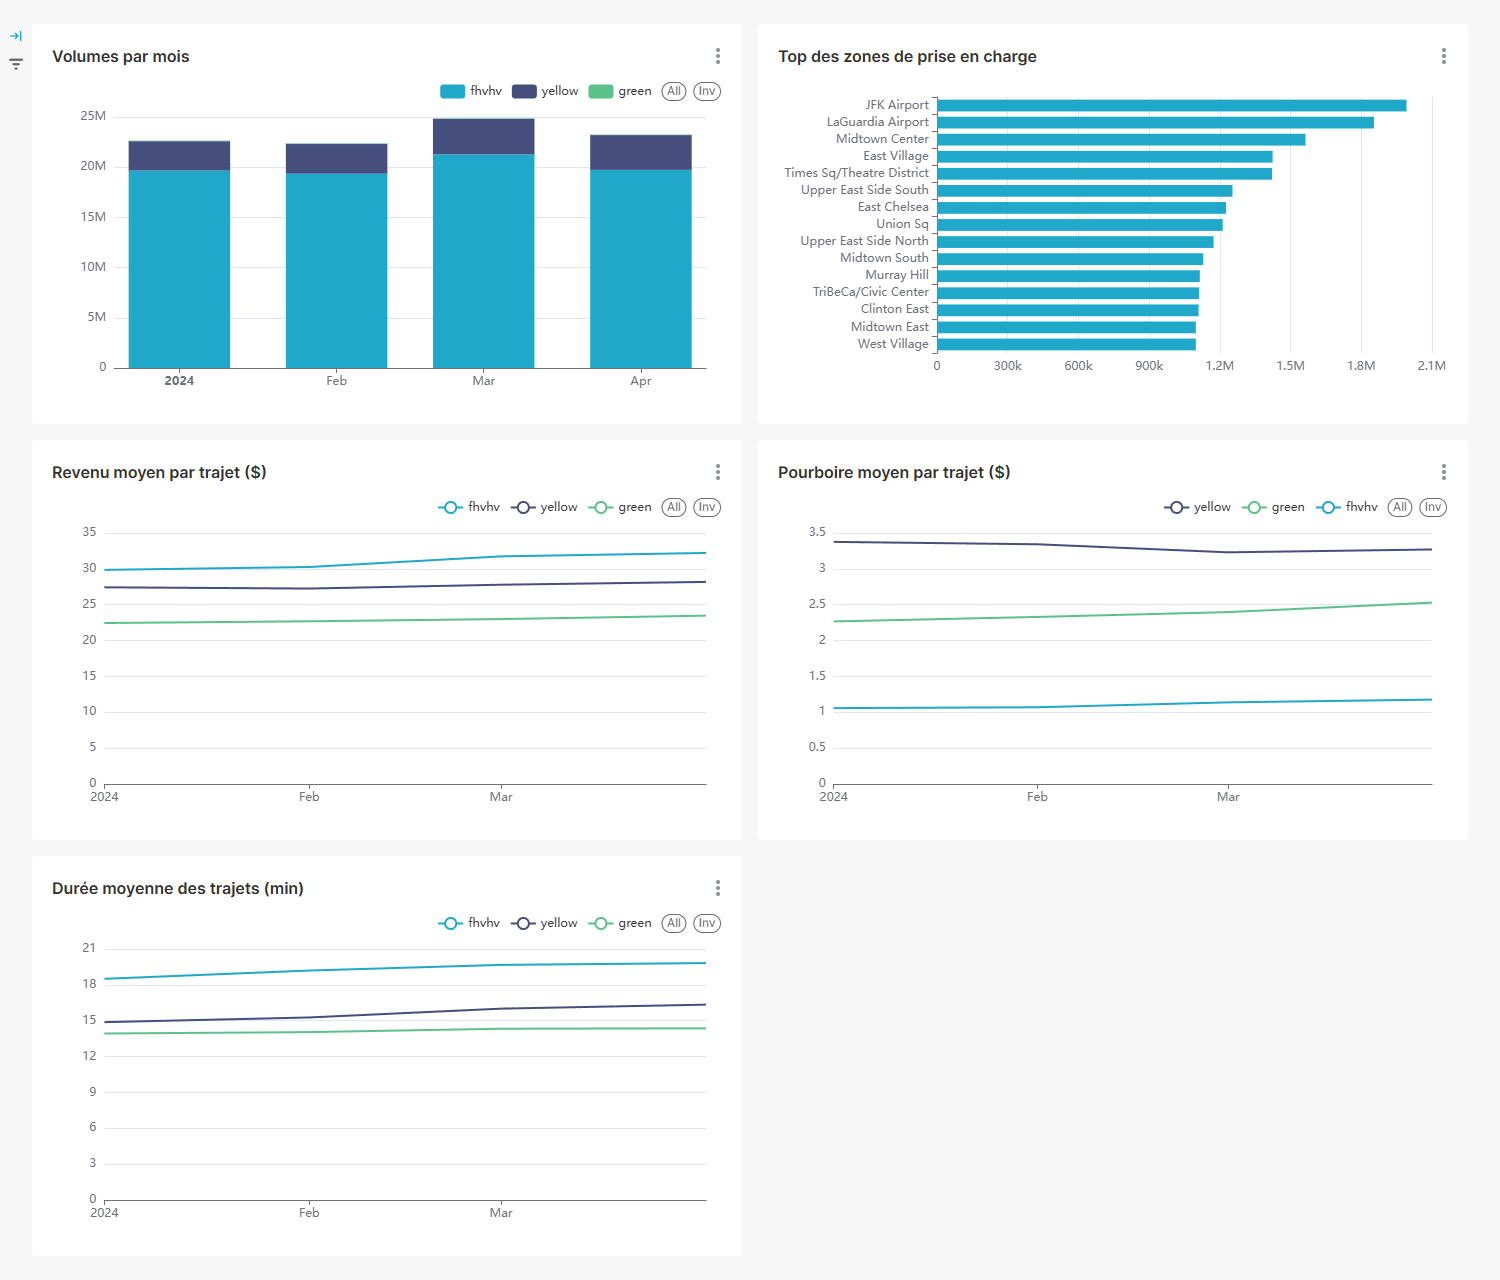 Volumes par mois
fhvhv yellow green All Inv
25M
20M
15M
10M
5M
0
2024 Feb Mar Apr
Top des zones de prise en charge
JFK Airport
LaGuardia Airport
Midtown Center
East Village
Times Sq/Theatre District
Upper East Side South
East Chelsea
Union Sq
Upper East Side North
Midtown South
Murray Hill
TriBeCa/Civic Center
Clinton East
Midtown East
West Village
0 300k 600k 900k 1.2M 1.5M 1.8M 2.1M
Revenu moyen par trajet ($)
fhvhv yellow green All Inv
35
30
25
20
15
10
5
0
2024 Feb Mar
Pourboire moyen par trajet ($)
yellow green fhvhv All Inv
3.5
3
2.5
2
1.5
1
0.5
0
2024 Feb Mar
Durée moyenne des trajets (min)
fhvhv yellow green All Inv
21
18
15
12
9
6
3
0
2024 Feb Mar